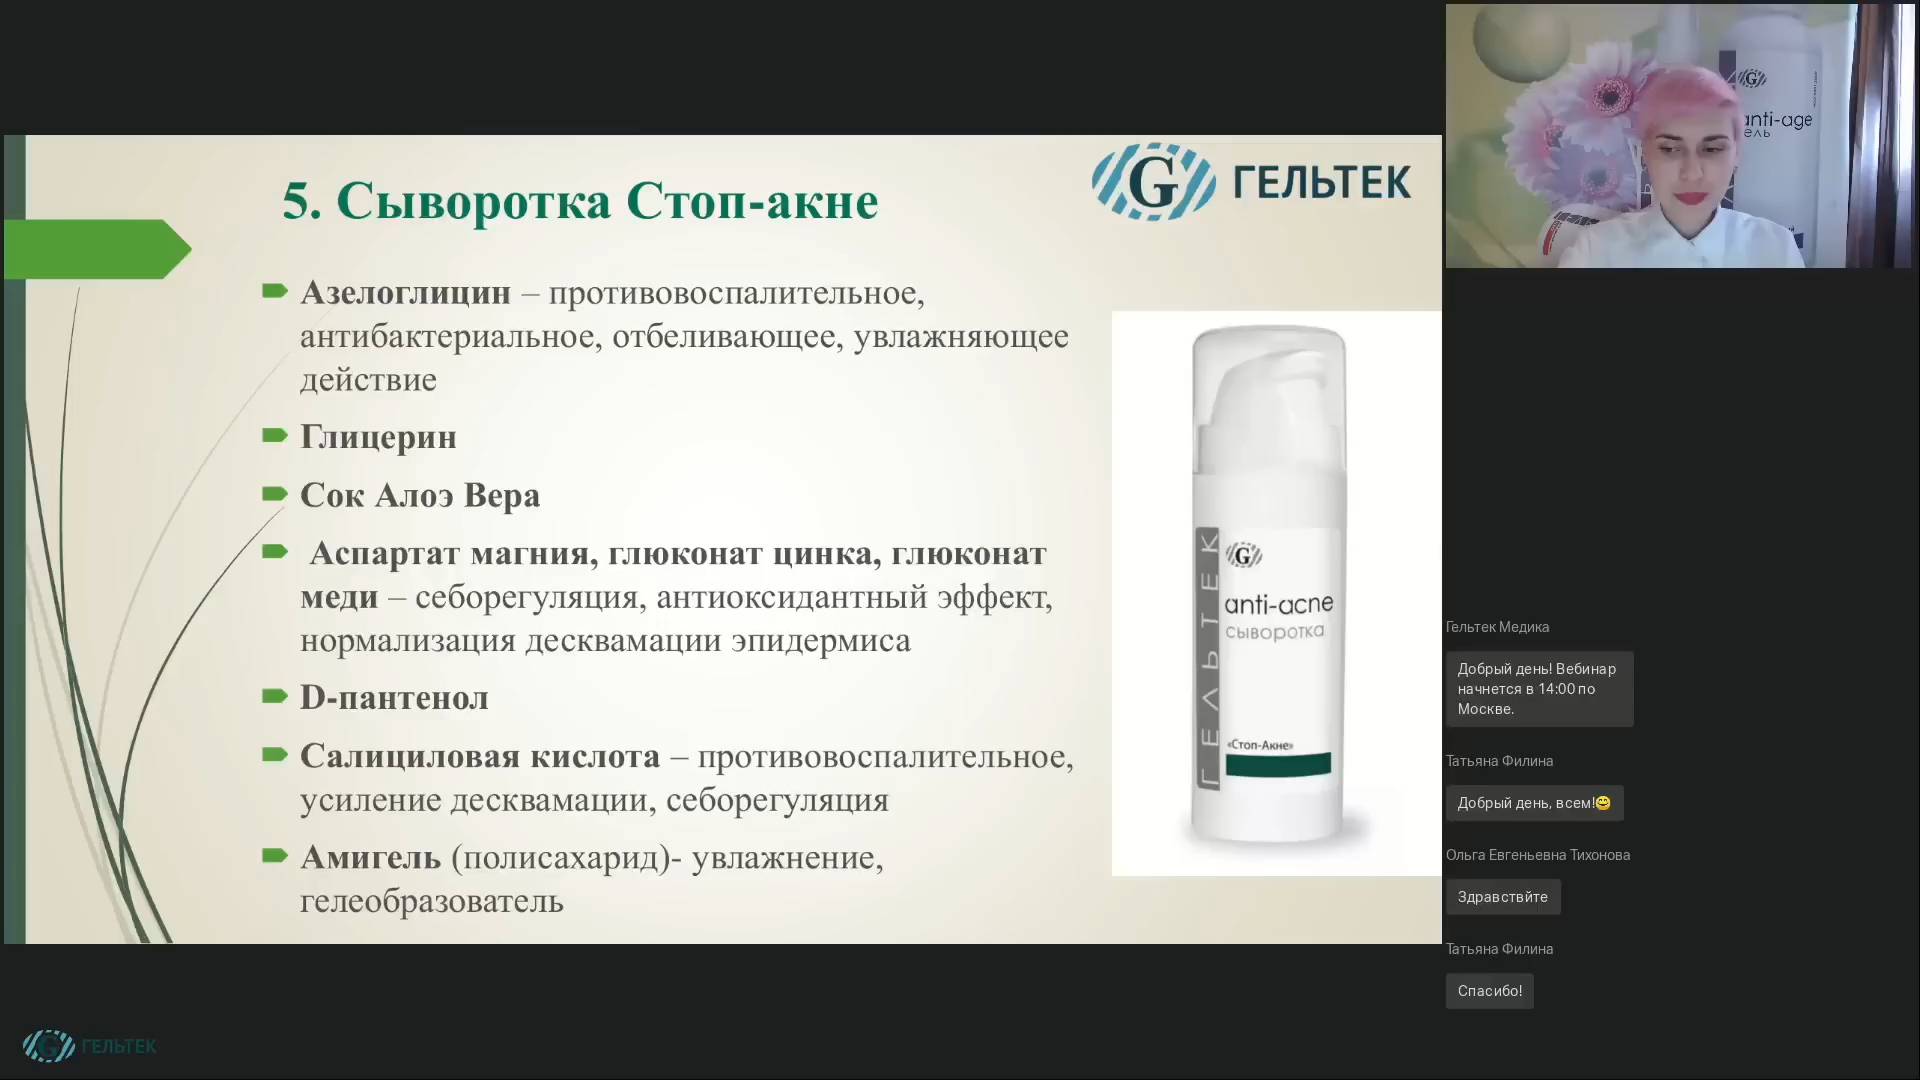 5. Сыворотка Стоп-акне
ГЕЛЬТЕК
Азелоглицин – противовоспалительное,
антибактериальное, отбеливающее, увлажняющее
действие
Глицерин
Сок Алоэ Вера
Аспартат магния, глюконат цинка, глюконат
меди – себорегуляция, антиоксидантный эффект,
нормализация десквамации эпидермиса
D-пантенол
Салициловая кислота – противовоспалительное,
усиление десквамации, себорегуляция
Амигель (полисахарид)- увлажнение,
гелеобразователь
ГЕЛЬТЕК
G
anti-acne
сыворотка
«Стоп-Акне»
anti-age
ель
Гельтек Медика
Добрый день! Вебинар
начнется в 14:00 по
Москве.
Татьяна Филина
Добрый день, всем!😄
Ольга Евгеньевна Тихонова
Здравствйте
Татьяна Филина
Спасибо!
ГЕЛЬТЕК